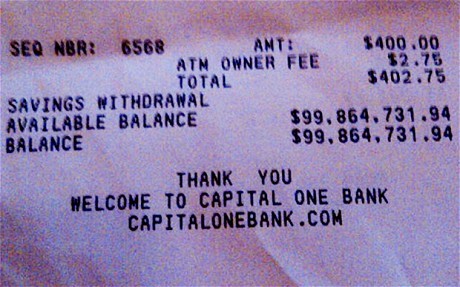 SEQ NBR: 6568 AMT: $400.00
ATM OWNER FEE $2.75
TOTAL $402.75
SAVINGS WITHDRAWAL
AVAILABLE BALANCE $99,864,731.94
BALANCE $99,864,731.94
THANK YOU
WELCOME TO CAPITAL ONE BANK
CAPITALONEBANK.COM